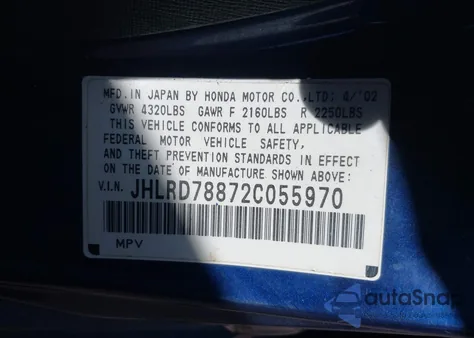 MFD. IN JAPAN BY HONDA MOTOR CO.,LTD; 4/'02
GVWR 4320LBS GAWR F 2160LBS R 2250LBS
THIS VEHICLE CONFORMS TO ALL APPLICABLE
FEDERAL MOTOR VEHICLE SAFETY,
AND THEFT PREVENTION STANDARDS IN EFFECT
ON THE DATE OF MANUFACTURE SHOWN ABOVE:
V.I.N. JHLRD78872C055970
MPV
autoSnap